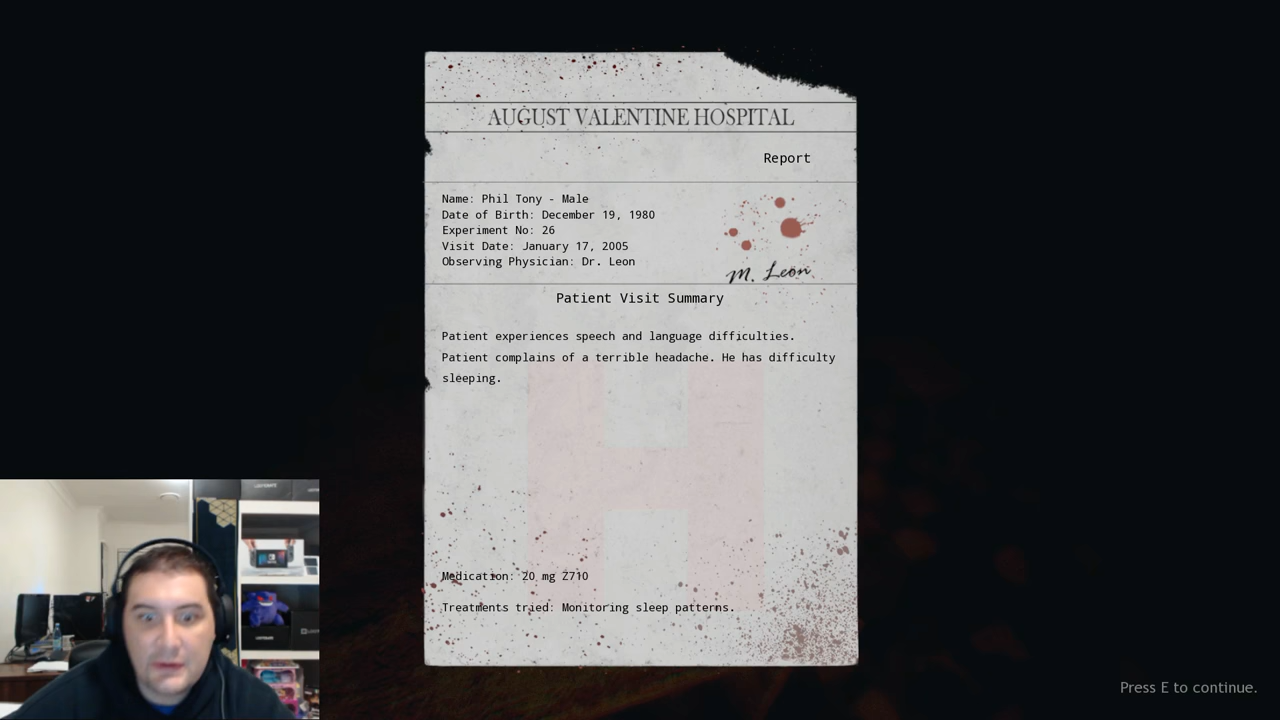 AUGUST VALENTINE HOSPITAL
Report
Name: Phil Tony - Male
Date of Birth: December 19, 1980
Experiment No: 26
Visit Date: January 17, 2005
Observing Physician: Dr. Leon
M. Leon
Patient Visit Summary
Patient experiences speech and language difficulties.
Patient complains of a terrible headache. He has difficulty
sleeping.
H
Medication: 20 mg Z710
Treatments tried: Monitoring sleep patterns.
Press E to continue.